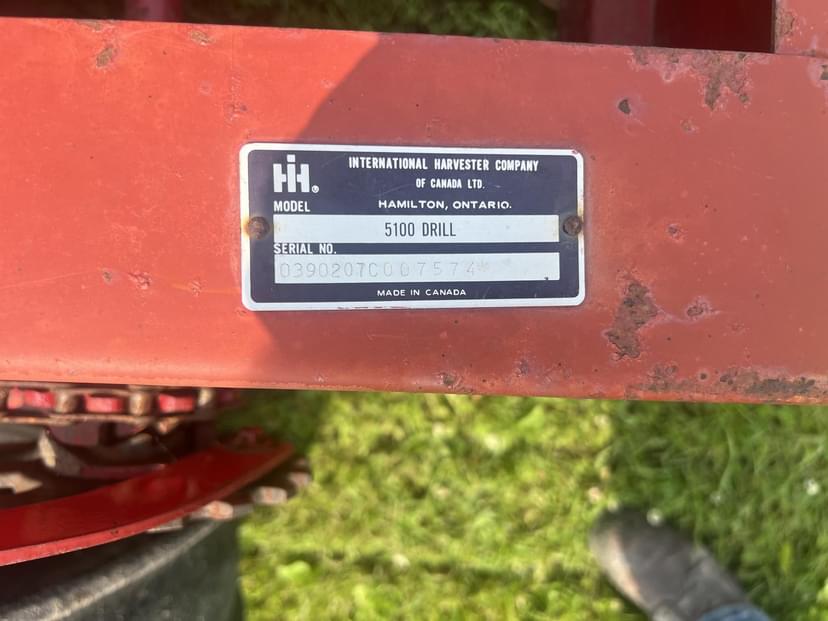 IH®
INTERNATIONAL HARVESTER COMPANY
OF CANADA LTD.
HAMILTON, ONTARIO.
MODEL
5100 DRILL
SERIAL NO.
0390207C007574
MADE IN CANADA